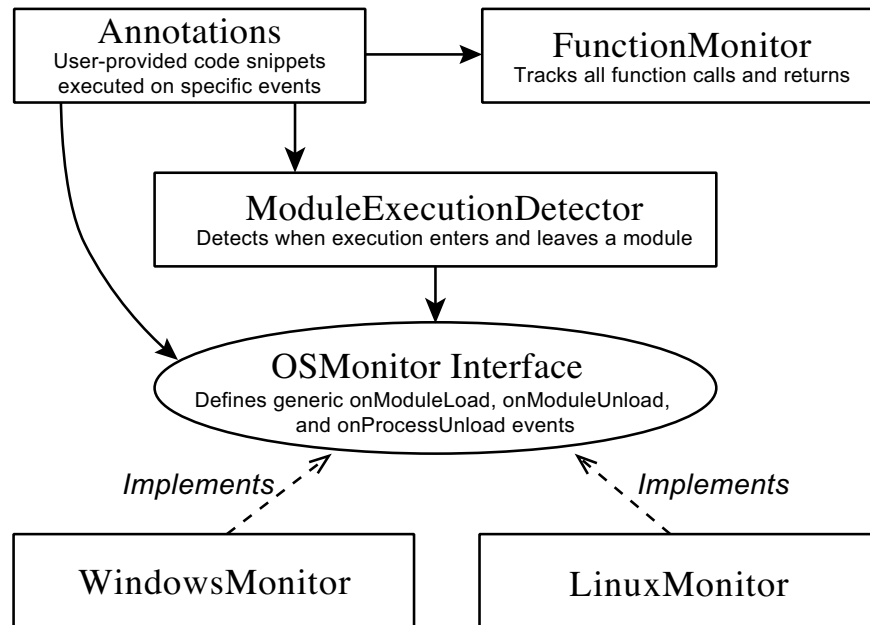 Annotations
User-provided code snippets
executed on specific events
FunctionMonitor
Tracks all function calls and returns
ModuleExecutionDetector
Detects when execution enters and leaves a module
OSMonitor Interface
Defines generic onModuleLoad, onModuleUnload,
and onProcessUnload events
Implements
Implements
WindowsMonitor
LinuxMonitor